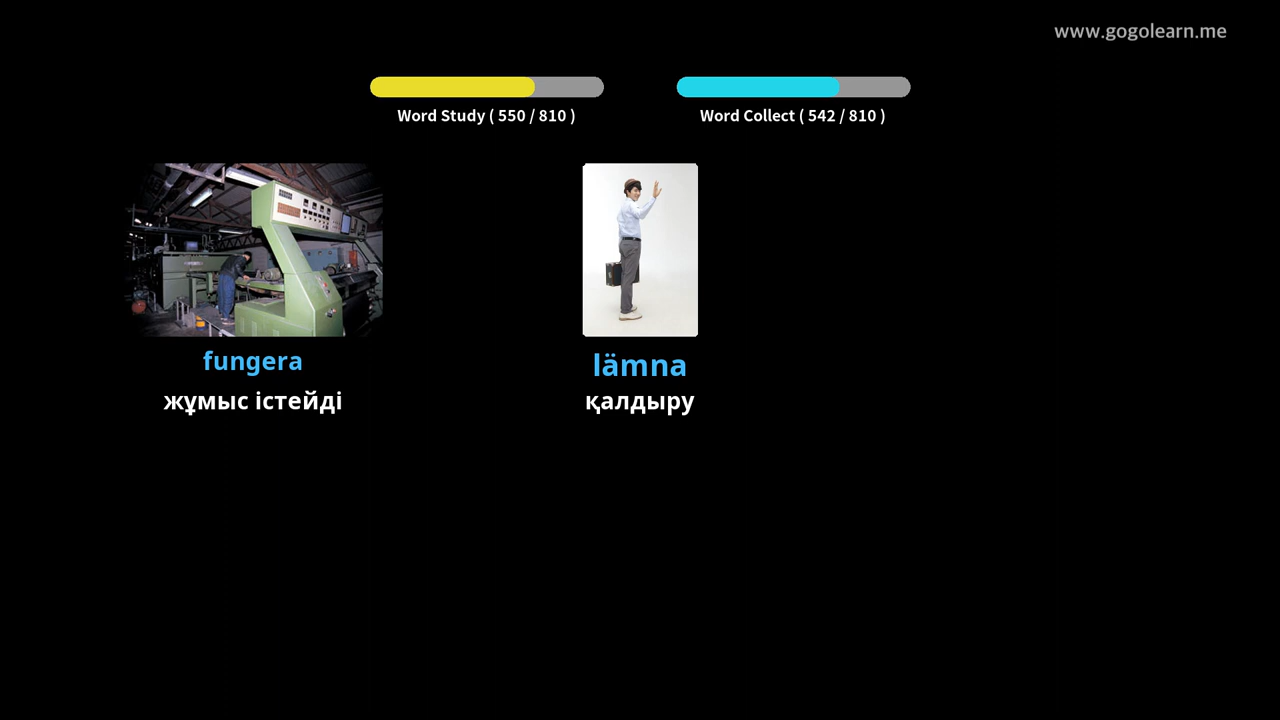 www.gogolearn.me
Word Study ( 550 / 810 )
Word Collect ( 542 / 810 )
fungera
жұмыс істейді
lämna
қалдыру